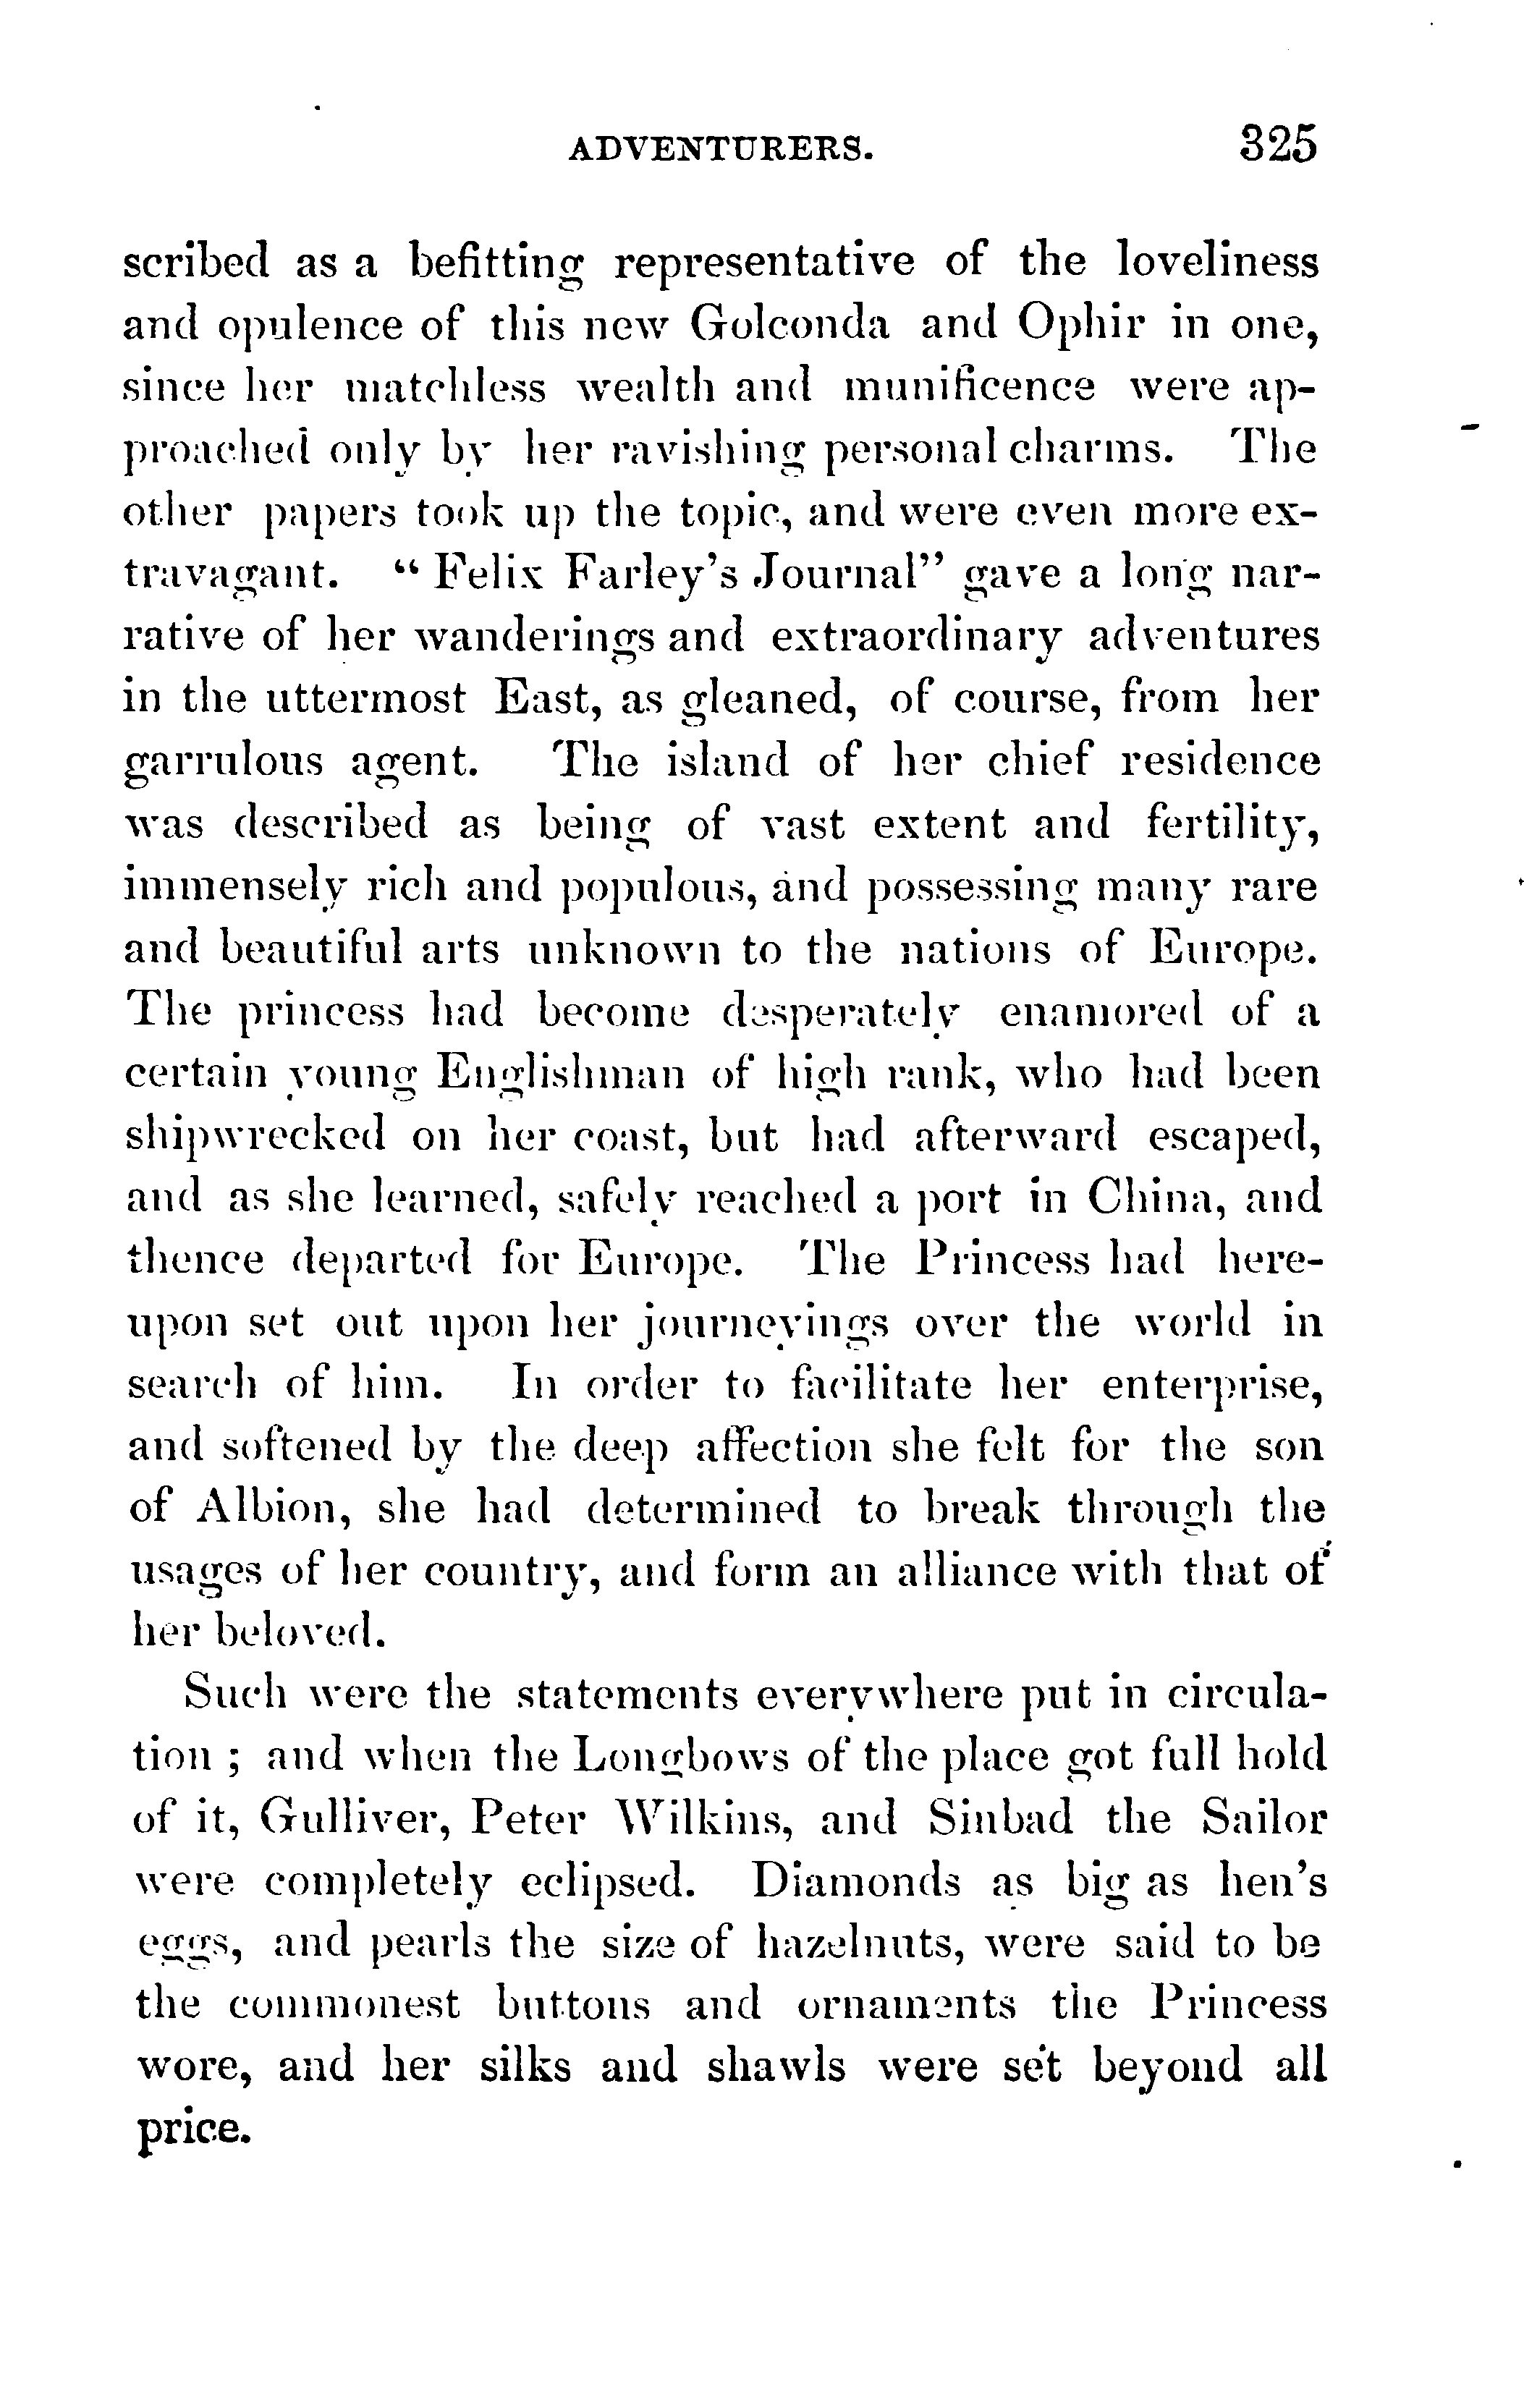 ADVENTURERS. 325
scribed as a befitting representative of the loveliness
and opulence of this new Golconda and Ophir in one,
since her matchless wealth and munificence were ap-
proached only by her ravishing personal charms. The
other papers took up the topic, and were even more ex-
travagant. “ Felix Farley’s Journal” gave a long nar-
rative of her wanderings and extraordinary adventures
in the uttermost East, as gleaned, of course, from her
garrulous agent. The island of her chief residence
was described as being of vast extent and fertility,
immensely rich and populous, and possessing many rare
and beautiful arts unknown to the nations of Europe.
The princess had become desperately enamored of a
certain young Englishman of high rank, who had been
shipwrecked on her coast, but had afterward escaped,
and as she learned, safely reached a port in China, and
thence departed for Europe. The Princess had here-
upon set out upon her journeyings over the world in
search of him. In order to facilitate her enterprise,
and softened by the deep affection she felt for the son
of Albion, she had determined to break through the
usages of her country, and form an alliance with that of
her beloved.
Such were the statements everywhere put in circula-
tion ; and when the Longbows of the place got full hold
of it, Gulliver, Peter Wilkins, and Sinbad the Sailor
were completely eclipsed. Diamonds as big as hen’s
eggs, and pearls the size of hazelnuts, were said to be
the commonest buttons and ornaments the Princess
wore, and her silks and shawls were set beyond all
price.